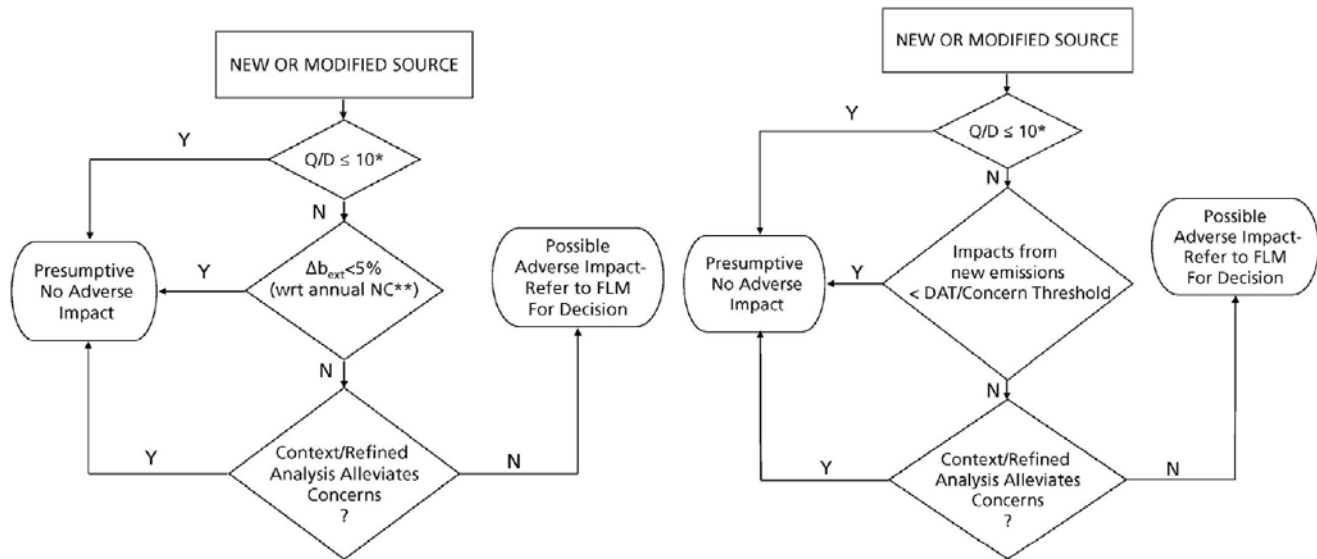 NEW OR MODIFIED SOURCE
Y
Q/D ≤ 10*
N
Presumptive
No Adverse
Impact
Y
Δbext<5%
(wrt annual NC**)
Possible
Adverse Impact-
Refer to FLM
For Decision
N
Y
Context/Refined
Analysis Alleviates
Concerns
?
N
NEW OR MODIFIED SOURCE
Y
Q/D ≤ 10*
N
Presumptive
No Adverse
Impact
Y
Impacts from
new emissions
< DAT/Concern Threshold
Possible
Adverse Impact-
Refer to FLM
For Decision
N
Y
Context/Refined
Analysis Alleviates
Concerns
?
N